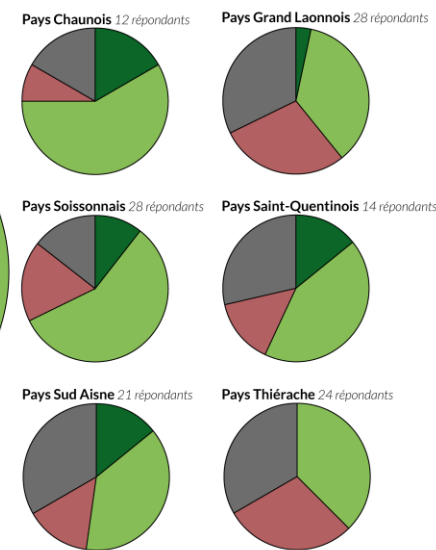 Pays Chaunois 12 répondants
Pays Grand Laonnois 28 répondants
Pays Soissonnais 28 répondants
Pays Saint-Quentinois 14 répondants
Pays Sud Aisne 21 répondants
Pays Thiérache 24 répondants